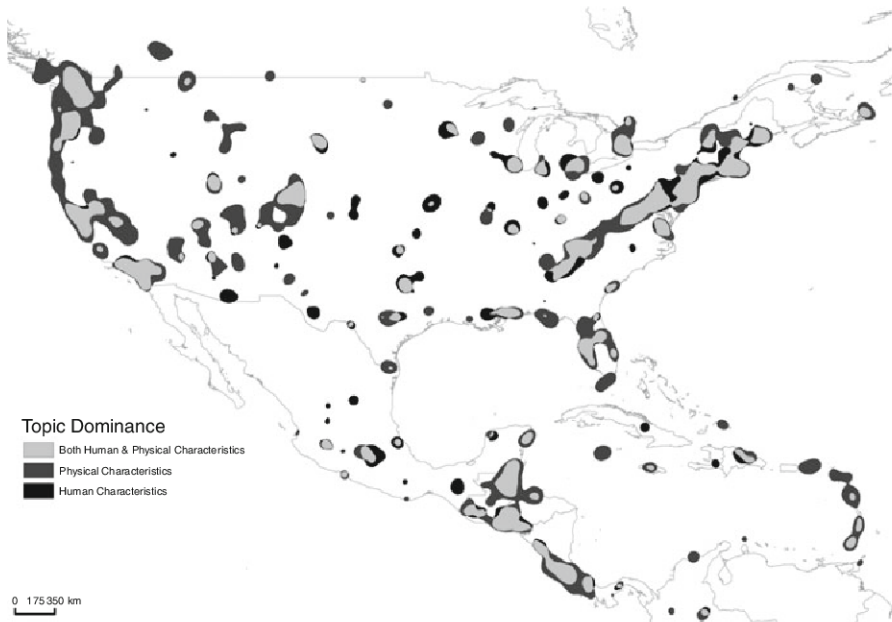 Topic Dominance
Both Human & Physical Characteristics
Physical Characteristics
Human Characteristics
0 175 350 km